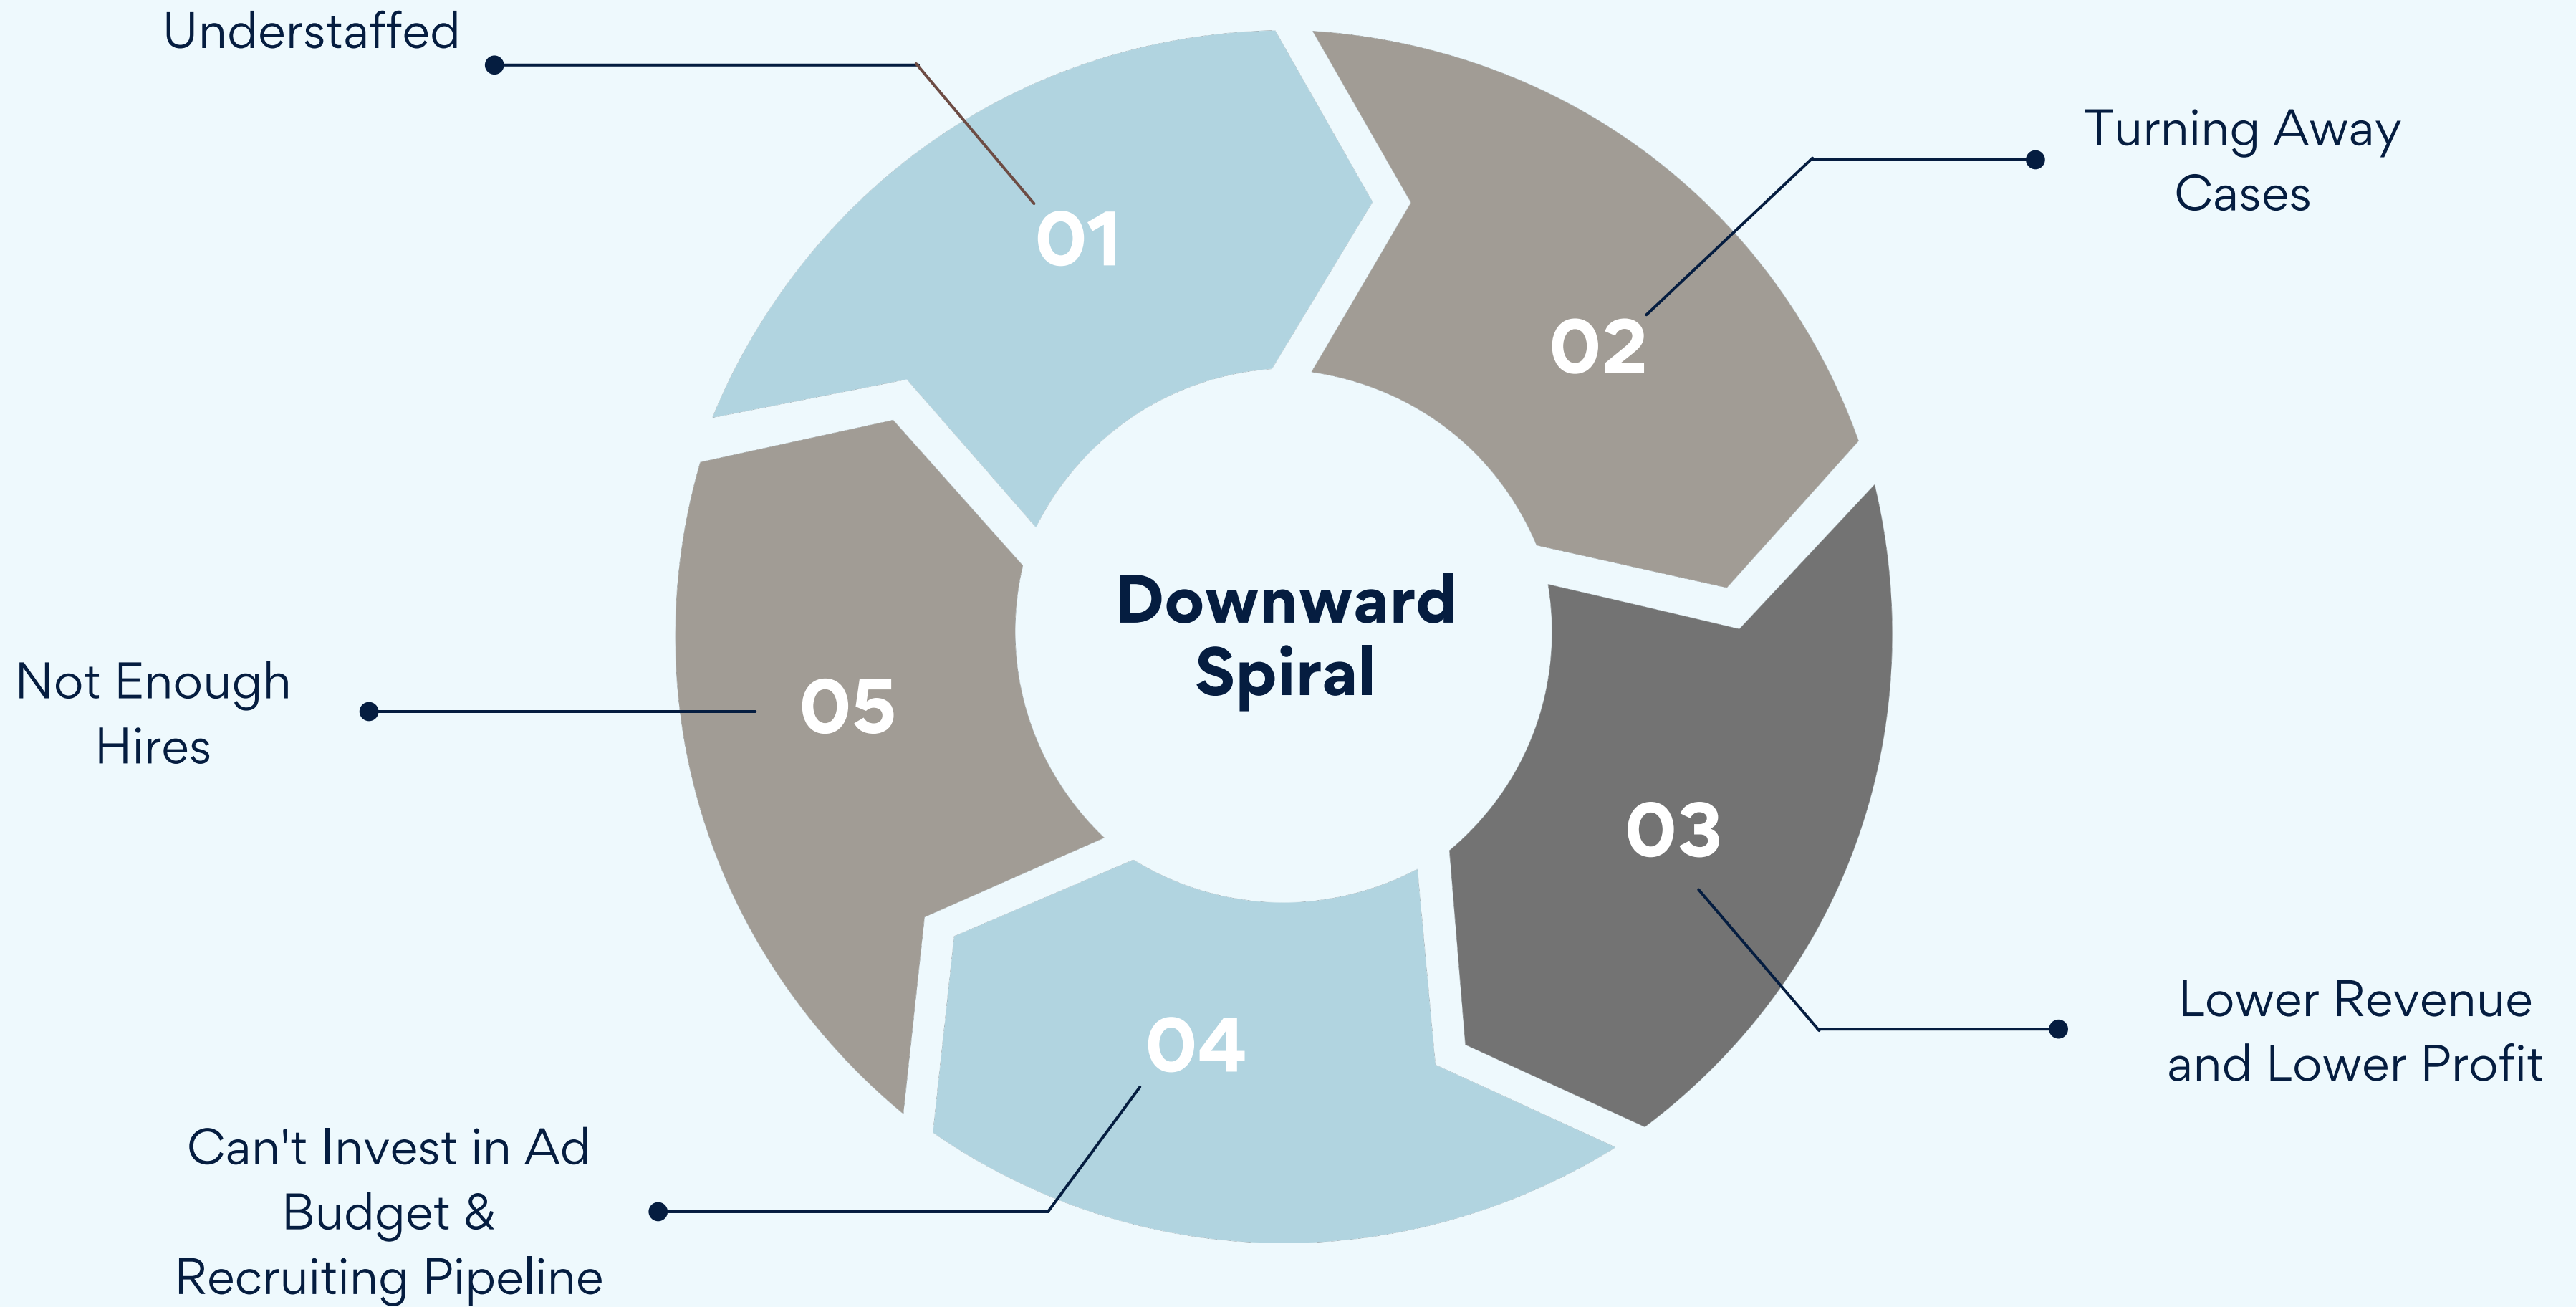 Understaffed
01
Turning Away
Cases
02
Downward
Spiral
03
Lower Revenue
and Lower Profit
04
Can't Invest in Ad
Budget &
Recruiting Pipeline
05
Not Enough
Hires